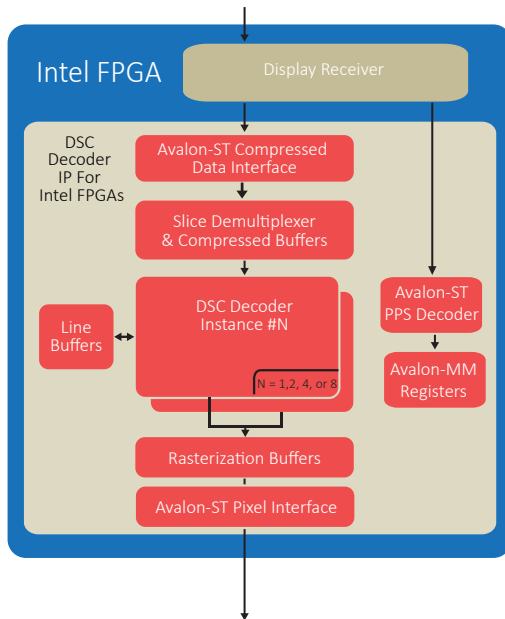 Intel FPGA
Display Receiver
DSC
Decoder
IP For
Intel FPGAs
Avalon-ST Compressed
Data Interface
Slice Demultiplexer
& Compressed Buffers
DSC Decoder
Instance #N
N = 1,2, 4, or 8
Line
Buffers
Avalon-ST
PPS Decoder
Avalon-MM
Registers
Rasterization Buffers
Avalon-ST Pixel Interface